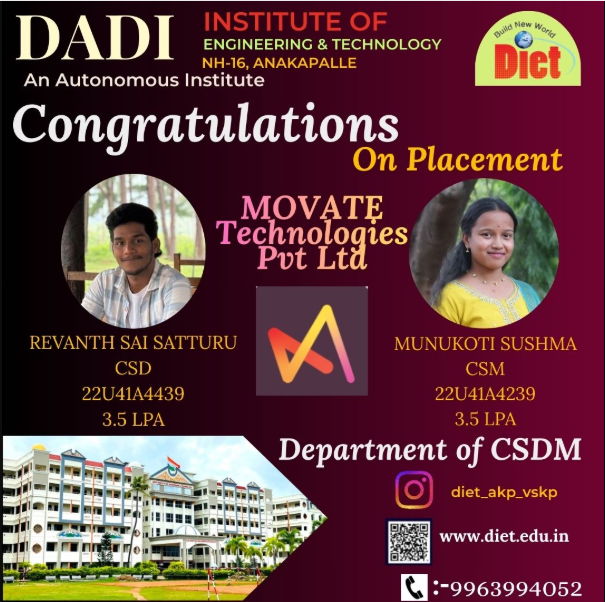 DADI
INSTITUTE OF
ENGINEERING & TECHNOLOGY
NH-16, ANAKAPALLE
An Autonomous Institute
Build New World
Diet
Congratulations
On Placement
MOVATE
Technologies
Pvt Ltd
REVANTH SAI SATTURU
CSD
22U41A4439
3.5 LPA
MUNUKOTI SUSHMA
CSM
22U41A4239
3.5 LPA
Department of CSDM
diet_akp_vskp
www.diet.edu.in
:-9963994052